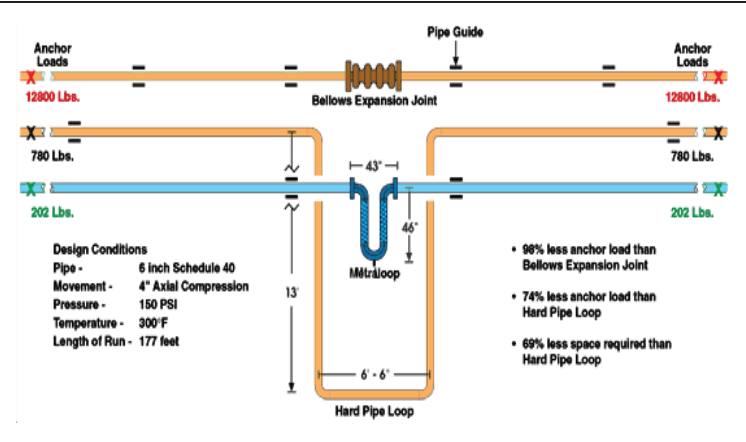 Pipe Guide
Anchor
Loads
Anchor
Loads
12800 Lbs.
Bellows Expansion Joint
12800 Lbs.
780 Lbs.
780 Lbs.
43"
202 Lbs.
46"
202 Lbs.
Metraloop
Design Conditions
Pipe - 6 inch Schedule 40
Movement - 4" Axial Compression
Pressure - 150 PSI
Temperature - 300°F
Length of Run - 177 feet
13'
• 98% less anchor load than
Bellows Expansion Joint
• 74% less anchor load than
Hard Pipe Loop
• 69% less space required than
Hard Pipe Loop
6' - 6"
Hard Pipe Loop